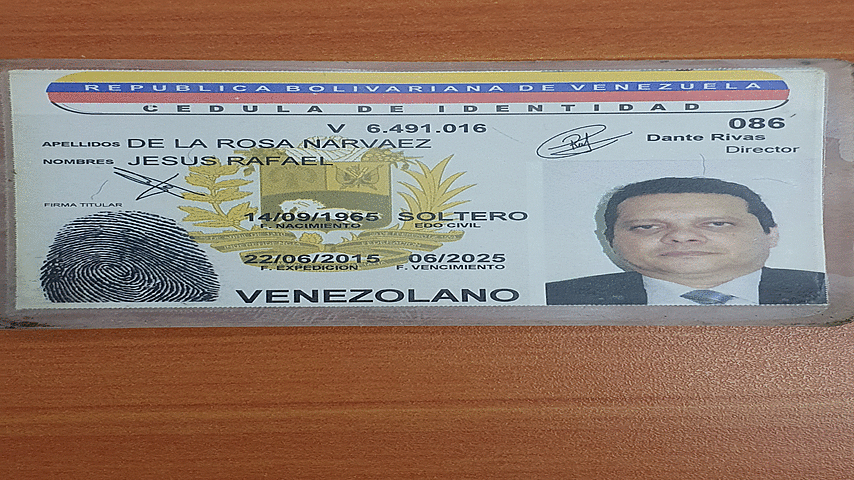 REPUBLICA BOLIVARIANA DE VENEZUELA
CEDULA DE IDENTIDAD
V 6.491.016
086
APELLIDOS DE LA ROSA NARVAEZ
Dante Rivas
Director
NOMBRES JESUS RAFAEL
FIRMA TITULAR
14/09/1965 SOLTERO
F. NACIMIENTO EDO CIVIL
22/06/2015 06/2025
F. EXPEDICION F. VENCIMIENTO
VENEZOLANO